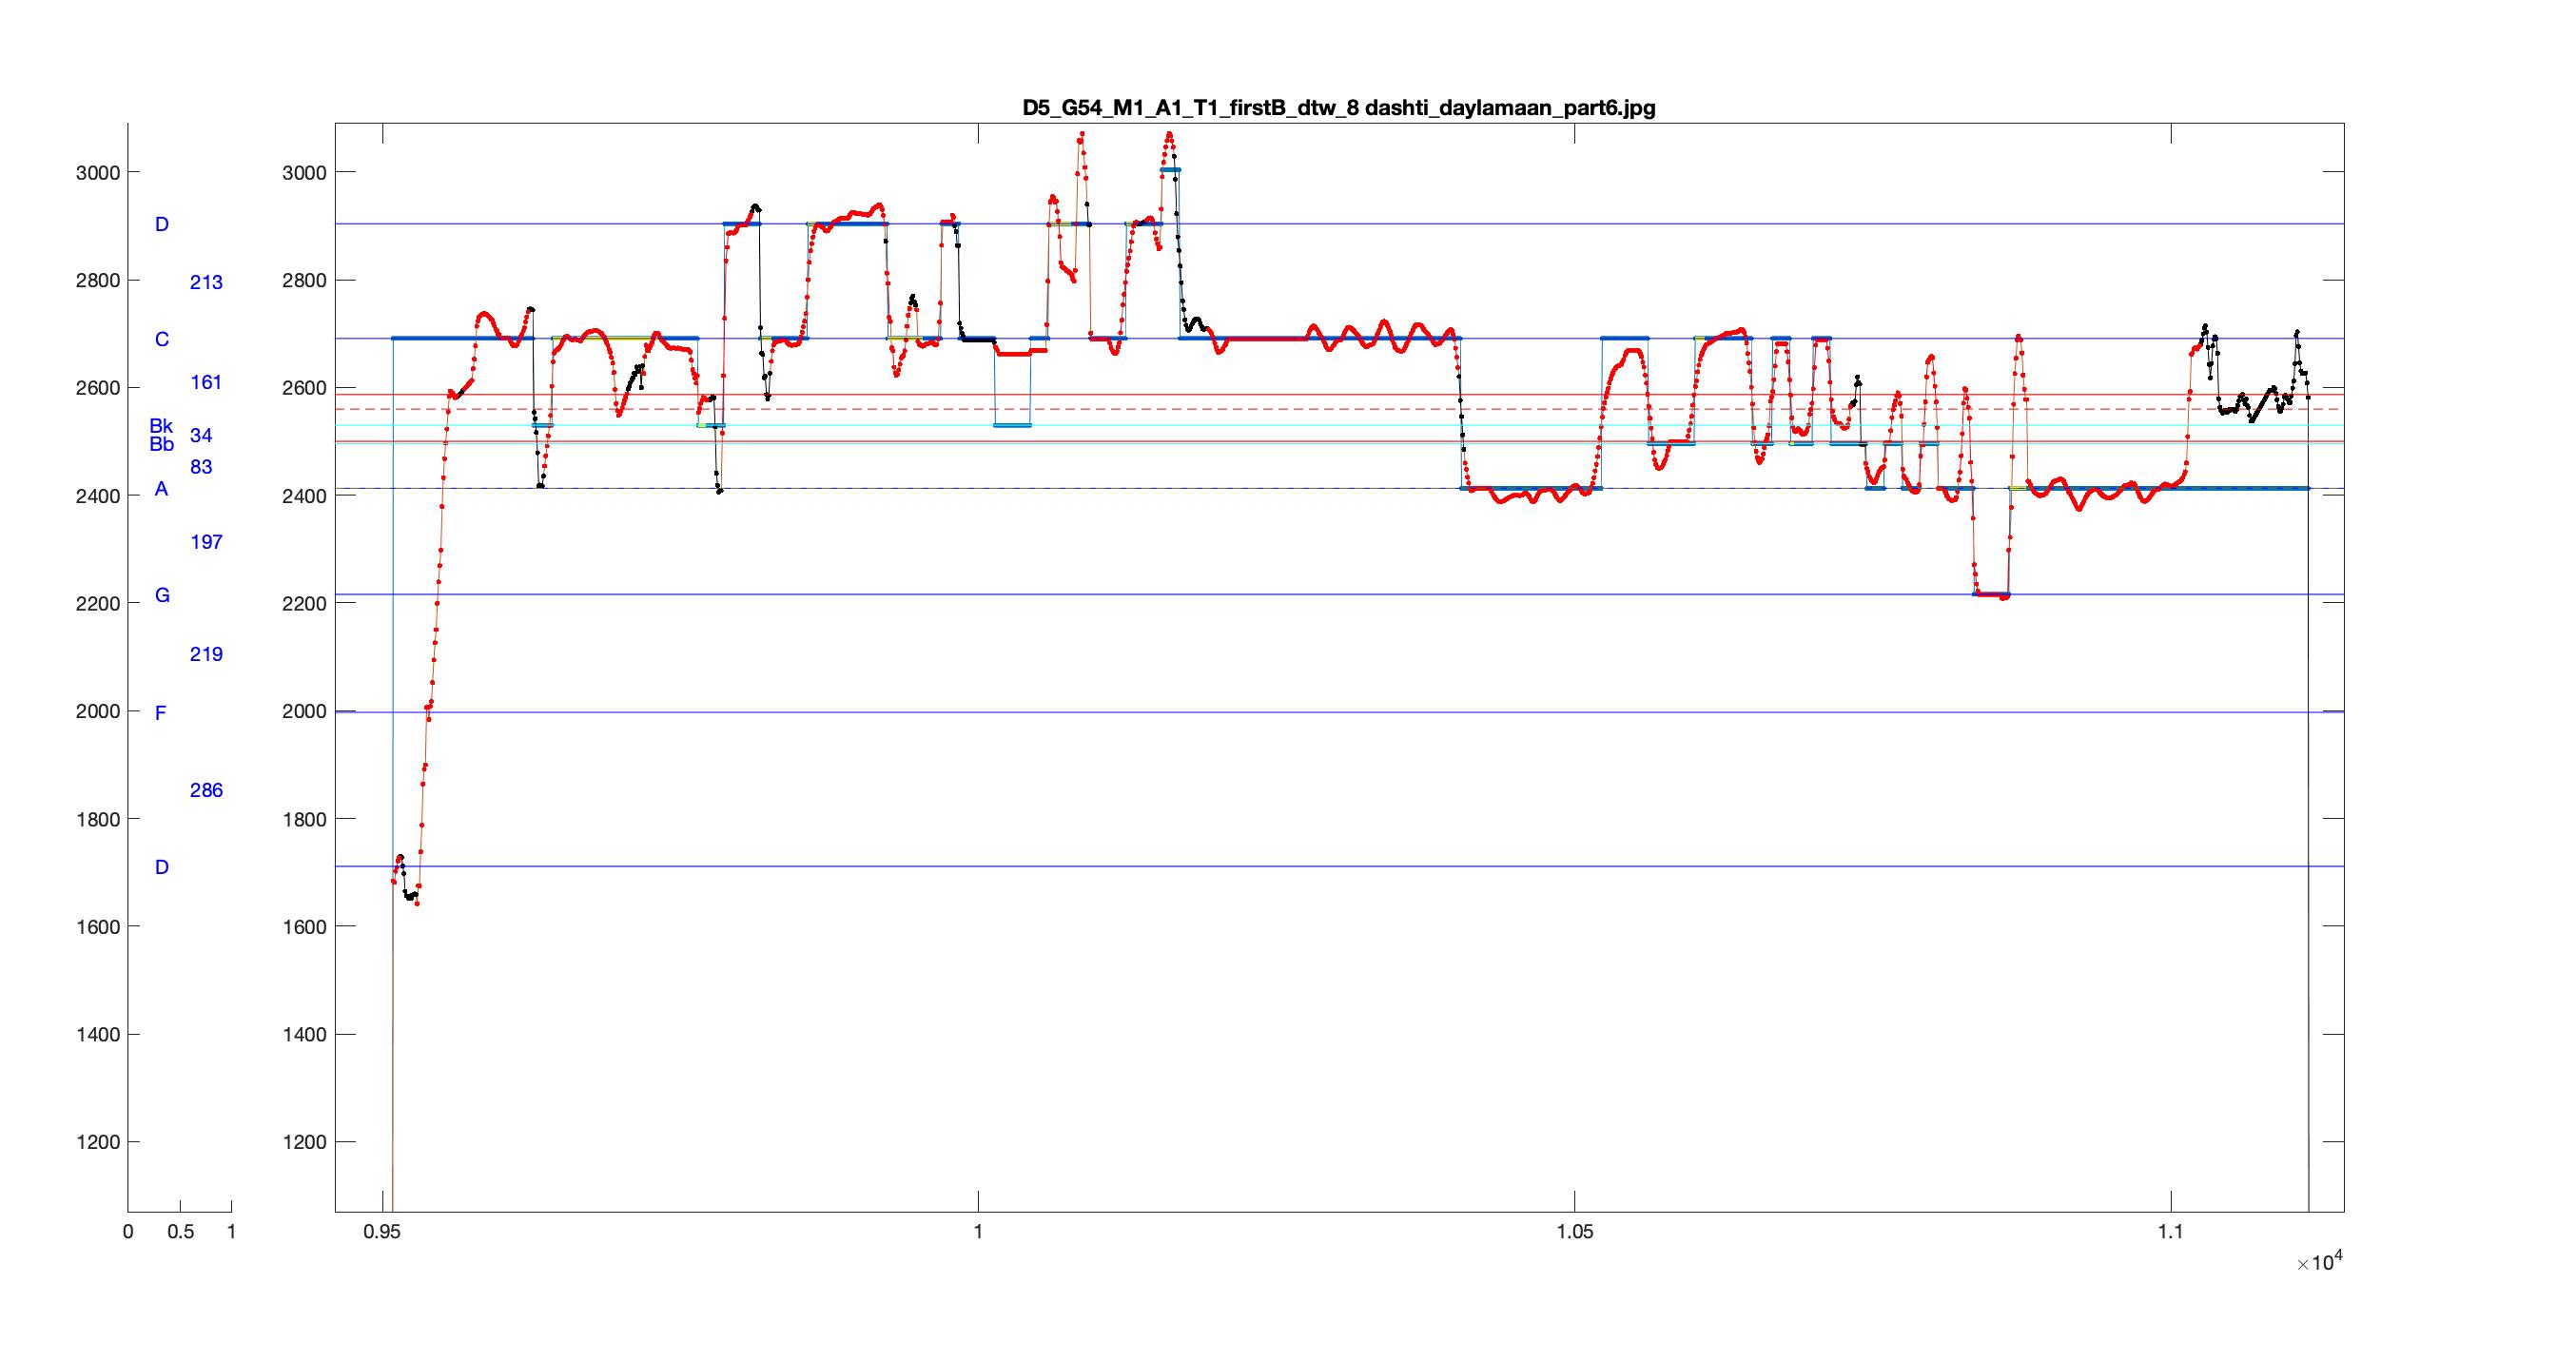 D5_G54_M1_A1_T1_firstB_dtw_8 dashti_daylamaan_part6.jpg
3000 3000
D
2800 213 2800
C
2600 161 2600
Bk 34
Bb
83
2400 A 2400
197
2200 G 2200
219
2000 F 2000
286
1800 1800
D
1600 1600
1400 1400
1200 1200
0 0.5 1 0.95 1 1.05 1.1
×10^4